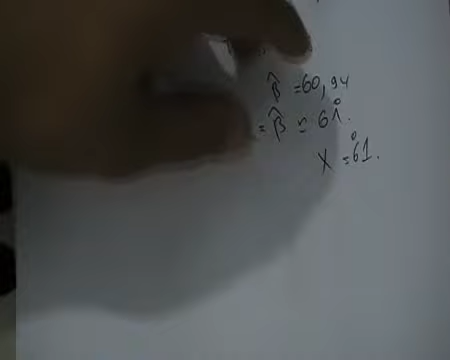 β̂ = 60,94
= β̂ ≃ 61°.
X = 61°.